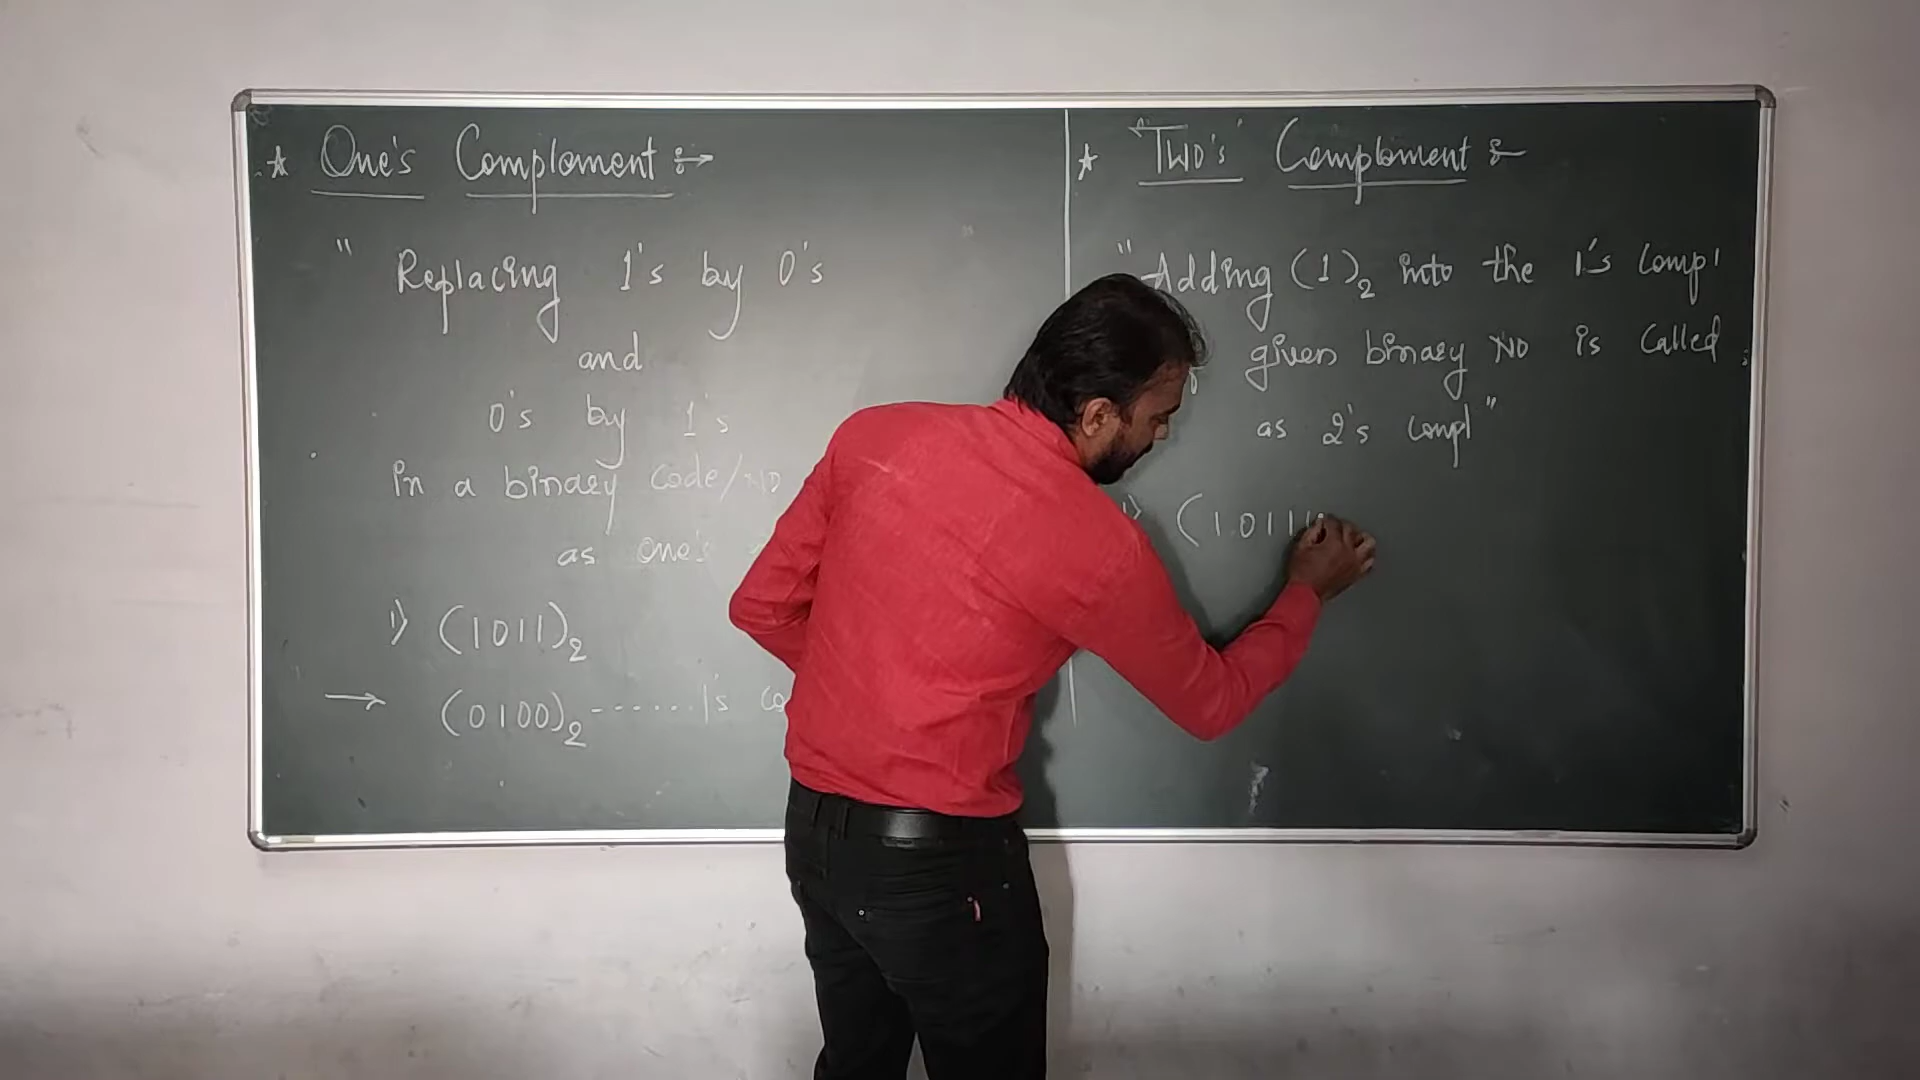 ★ One's Complement :→
" Replacing 1's by 0's
and
0's by 1's
in a binary code/NO
as one's
1) (1011)₂
→ (0100)₂ ------- 1's co
★ Two's Complement :-
" Adding (1)₂ into the 1's compl
given binary NO is called
as 2's compl "
1) (1011